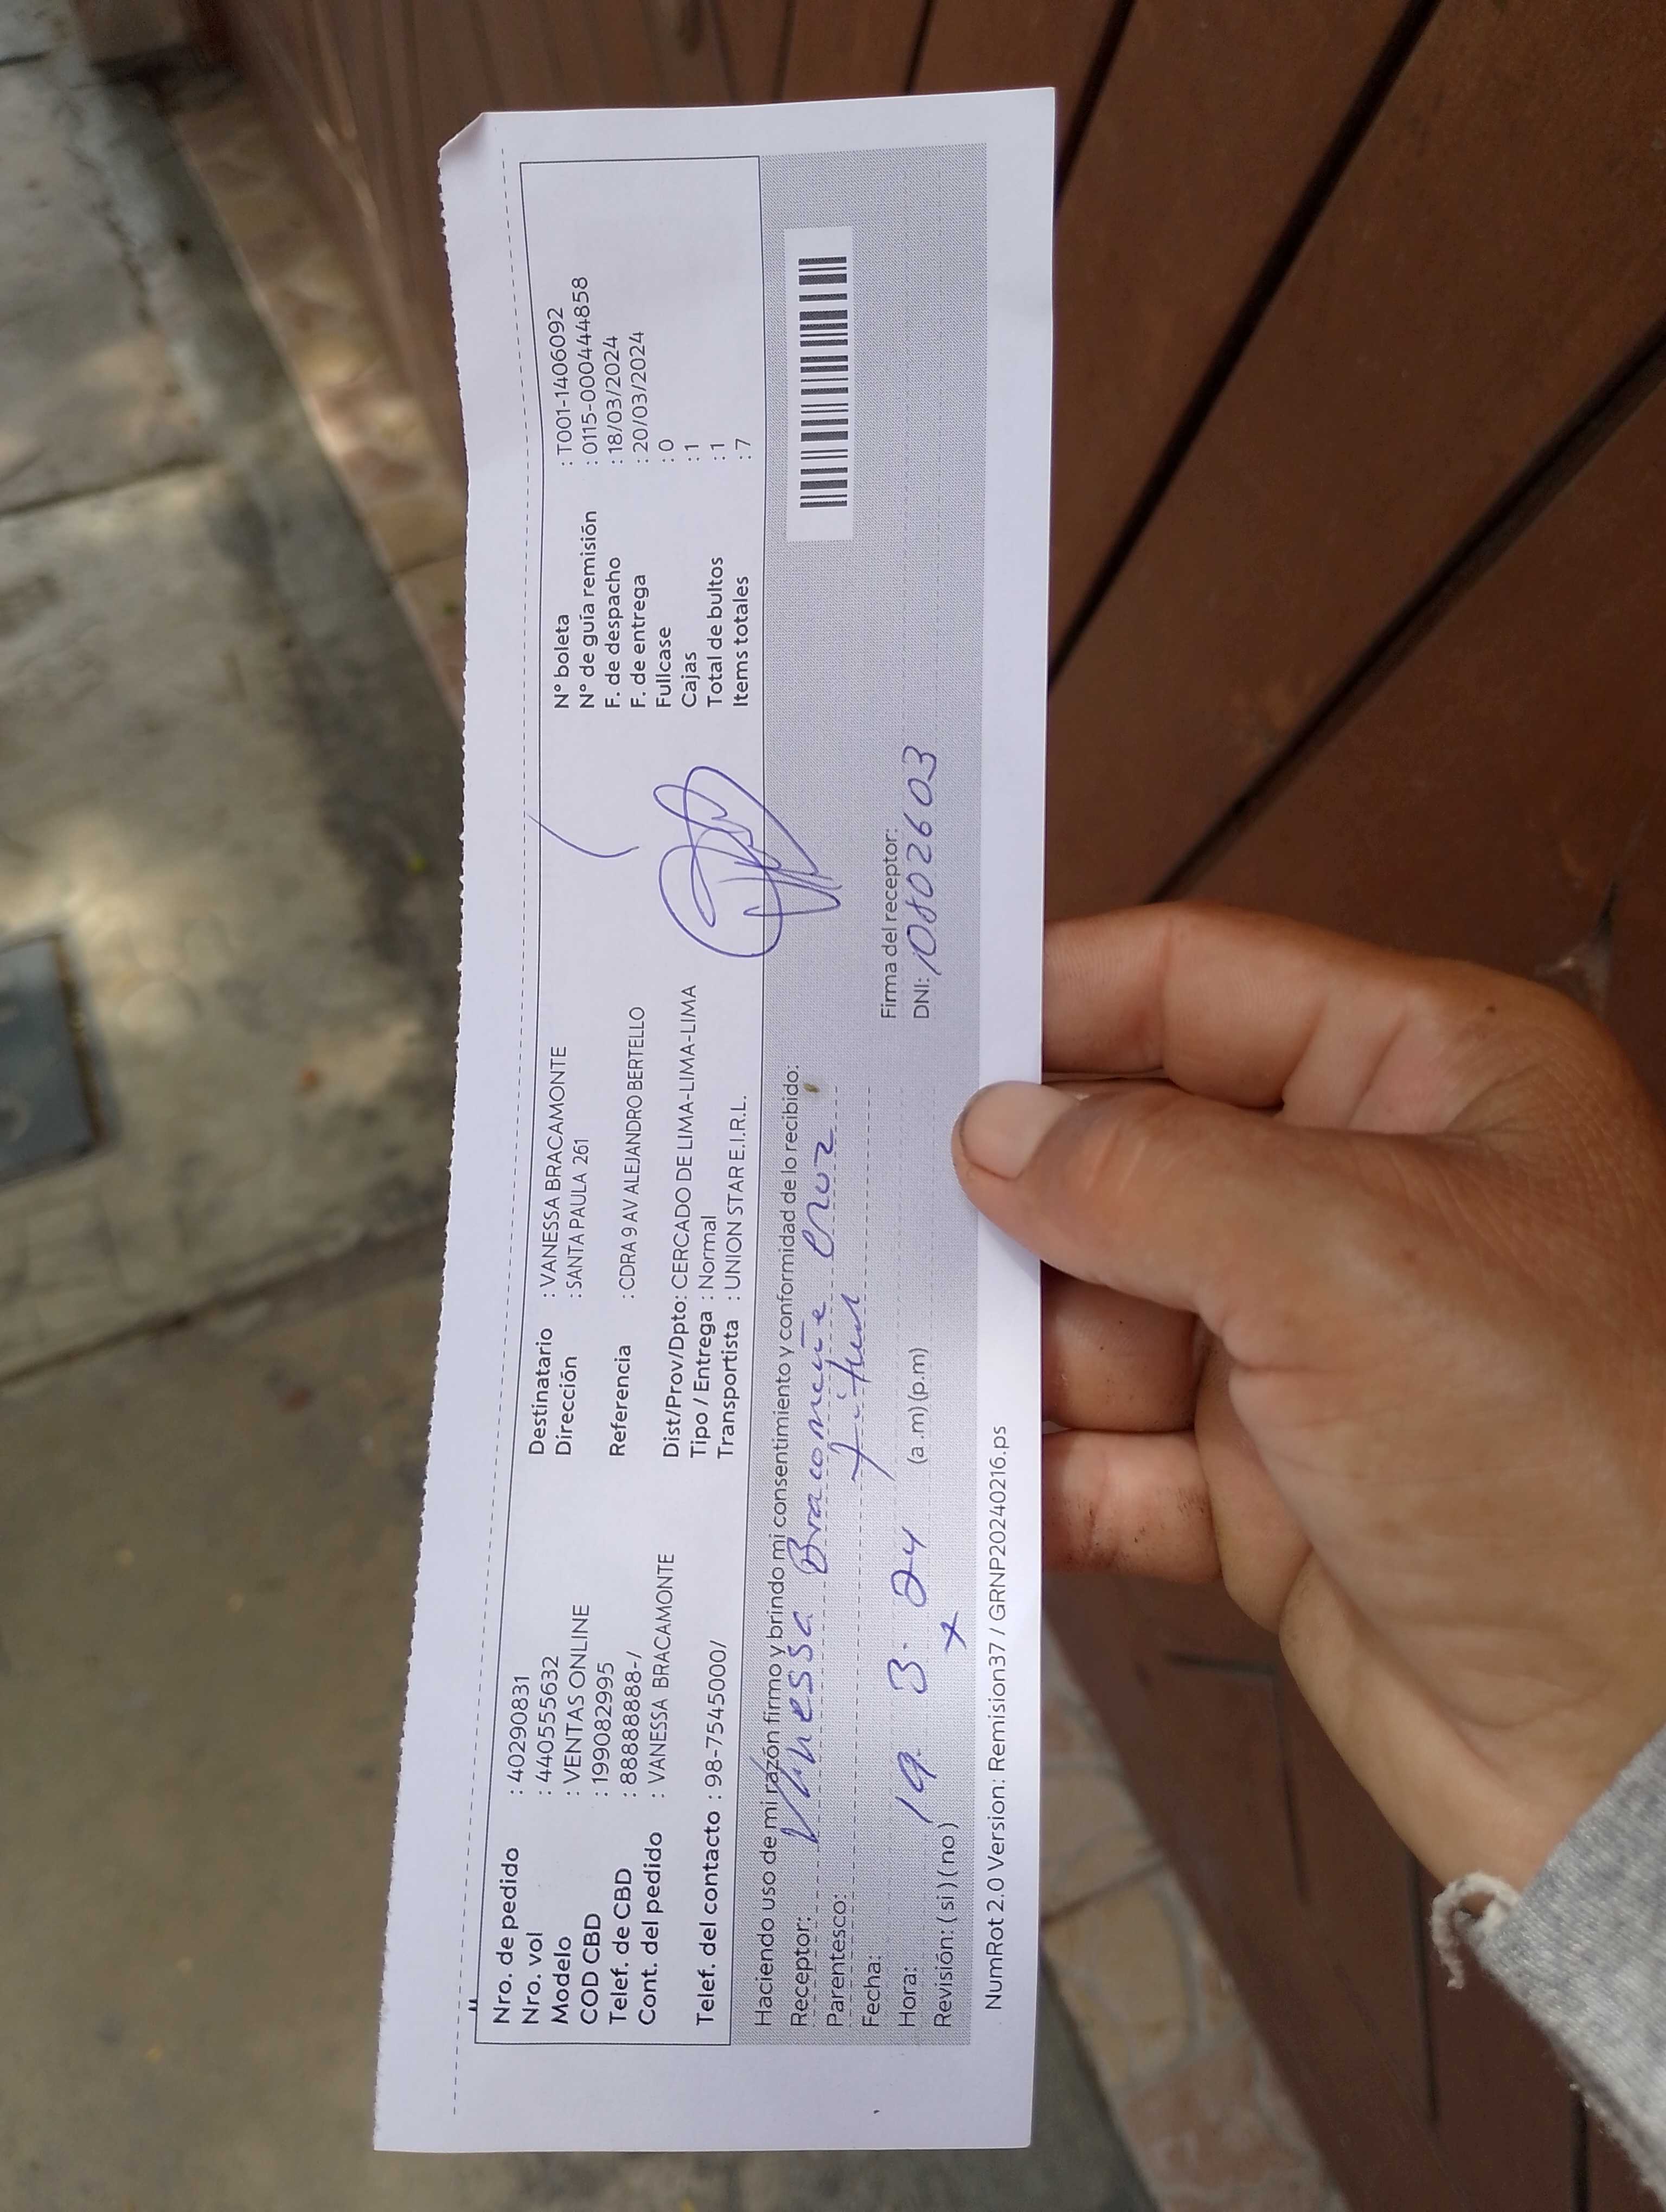 Nro. de pedido : 40290831
Nro. vol : 440555632
Modelo : VENTAS ONLINE
COD CBD : 199082995
Telef. de CBD : 88888888-/
Cont. del pedido : VANESSA BRACAMONTE
Telef. del contacto : 98-7545000/
Destinatario : VANESSA BRACAMONTE
Dirección : SANTA PAULA 261
Referencia : CDRA 9 AV ALEJANDRO BERTELLO
Dist/Prov/Dpto: CERCADO DE LIMA-LIMA-LIMA
Tipo / Entrega : Normal
Transportista : UNION STAR E.I.R.L.
N° boleta : T001-1406092
N° de guía remisión : 0115-0004444858
F. de despacho : 18/03/2024
F. de entrega : 20/03/2024
Fullcase : 0
Cajas : 1
Total de bultos : 1
Items totales : 7
Haciendo uso de mi razón firmo y brindo mi consentimiento y conformidad de lo recibido:
Receptor: Vanessa Bracamonte Cruz
Parentesco: titular
Fecha:
Hora: 19 3. 24 (a.m)(p.m)
Revisión: ( si ) ( no ) x
Firma del receptor:
DNI: 10802603
NumRot 2.0 Version: Remision37 / GRNP20240216.ps